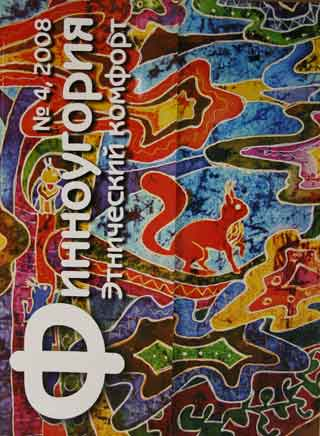 № 4, 2008
Финноугория
Этнический комфорт